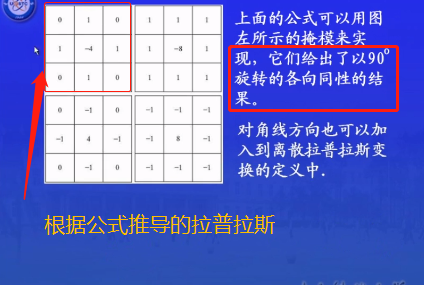 0 1 0 1 1 1
1 -4 1 1 -8 1
0 1 0 1 1 1
0 -1 0 -1 -1 -1
-1 4 -1 -1 8 -1
0 -1 0 -1 -1 -1
上面的公式可以用图
左所示的掩模来实
现，它们给出了以90°
旋转的各向同性的结
果。
对角线方向也可以加
入到离散拉普拉斯变
换的定义中.
根据公式推导的拉普拉斯